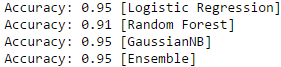 Accuracy: 0.95 [Logistic Regression]
Accuracy: 0.91 [Random Forest]
Accuracy: 0.95 [GaussianNB]
Accuracy: 0.95 [Ensemble]